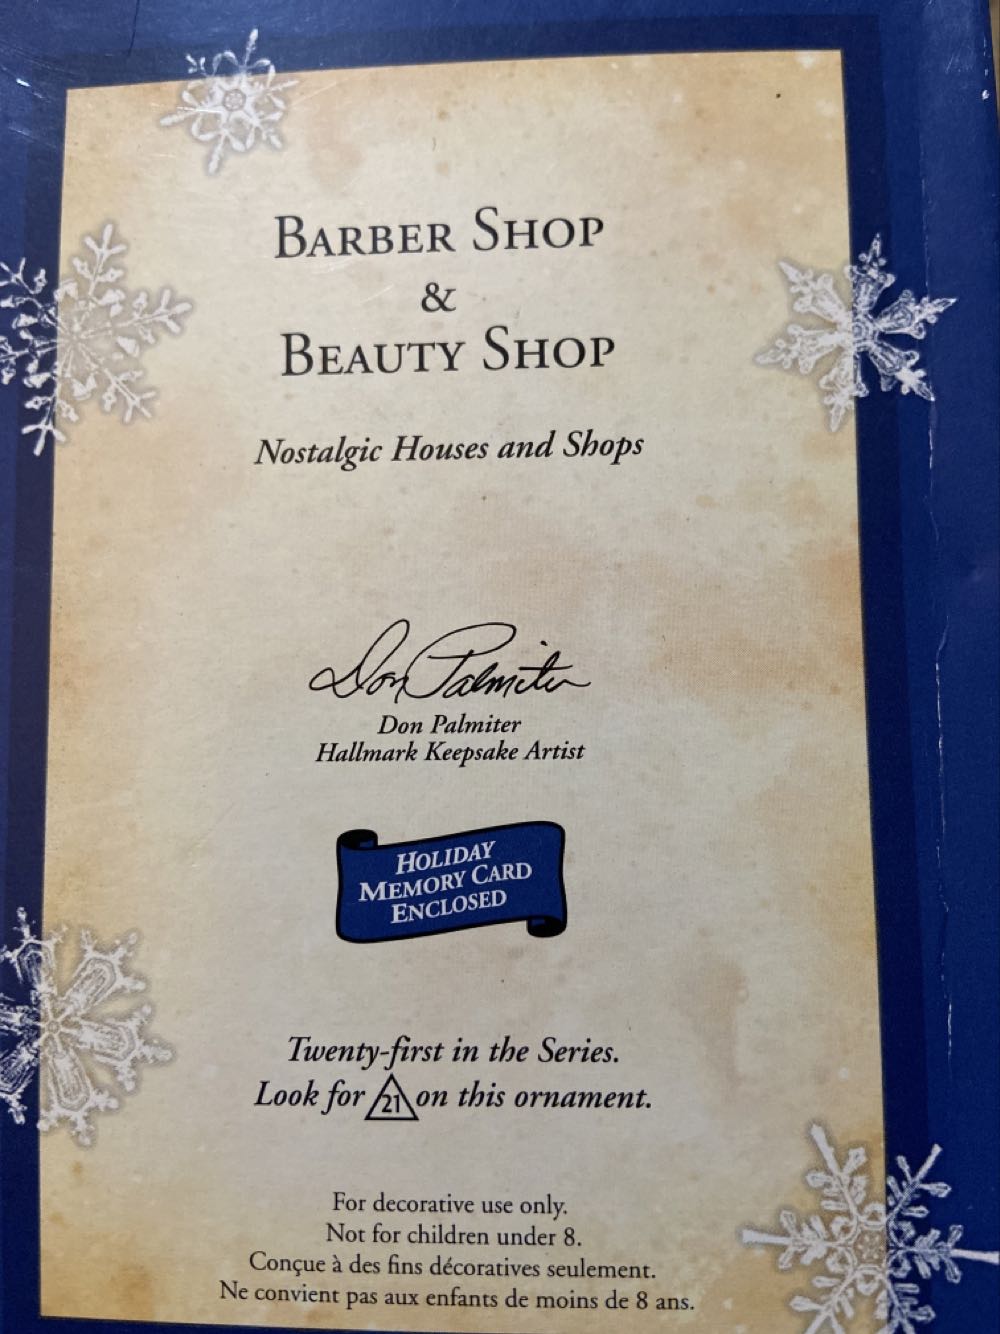 BARBER SHOP
&
BEAUTY SHOP
Nostalgic Houses and Shops
Don Palmiter
Don Palmiter
Hallmark Keepsake Artist
HOLIDAY
MEMORY CARD
ENCLOSED
Twenty-first in the Series.
Look for 21 on this ornament.
For decorative use only.
Not for children under 8.
Conçue à des fins décoratives seulement.
Ne convient pas aux enfants de moins de 8 ans.